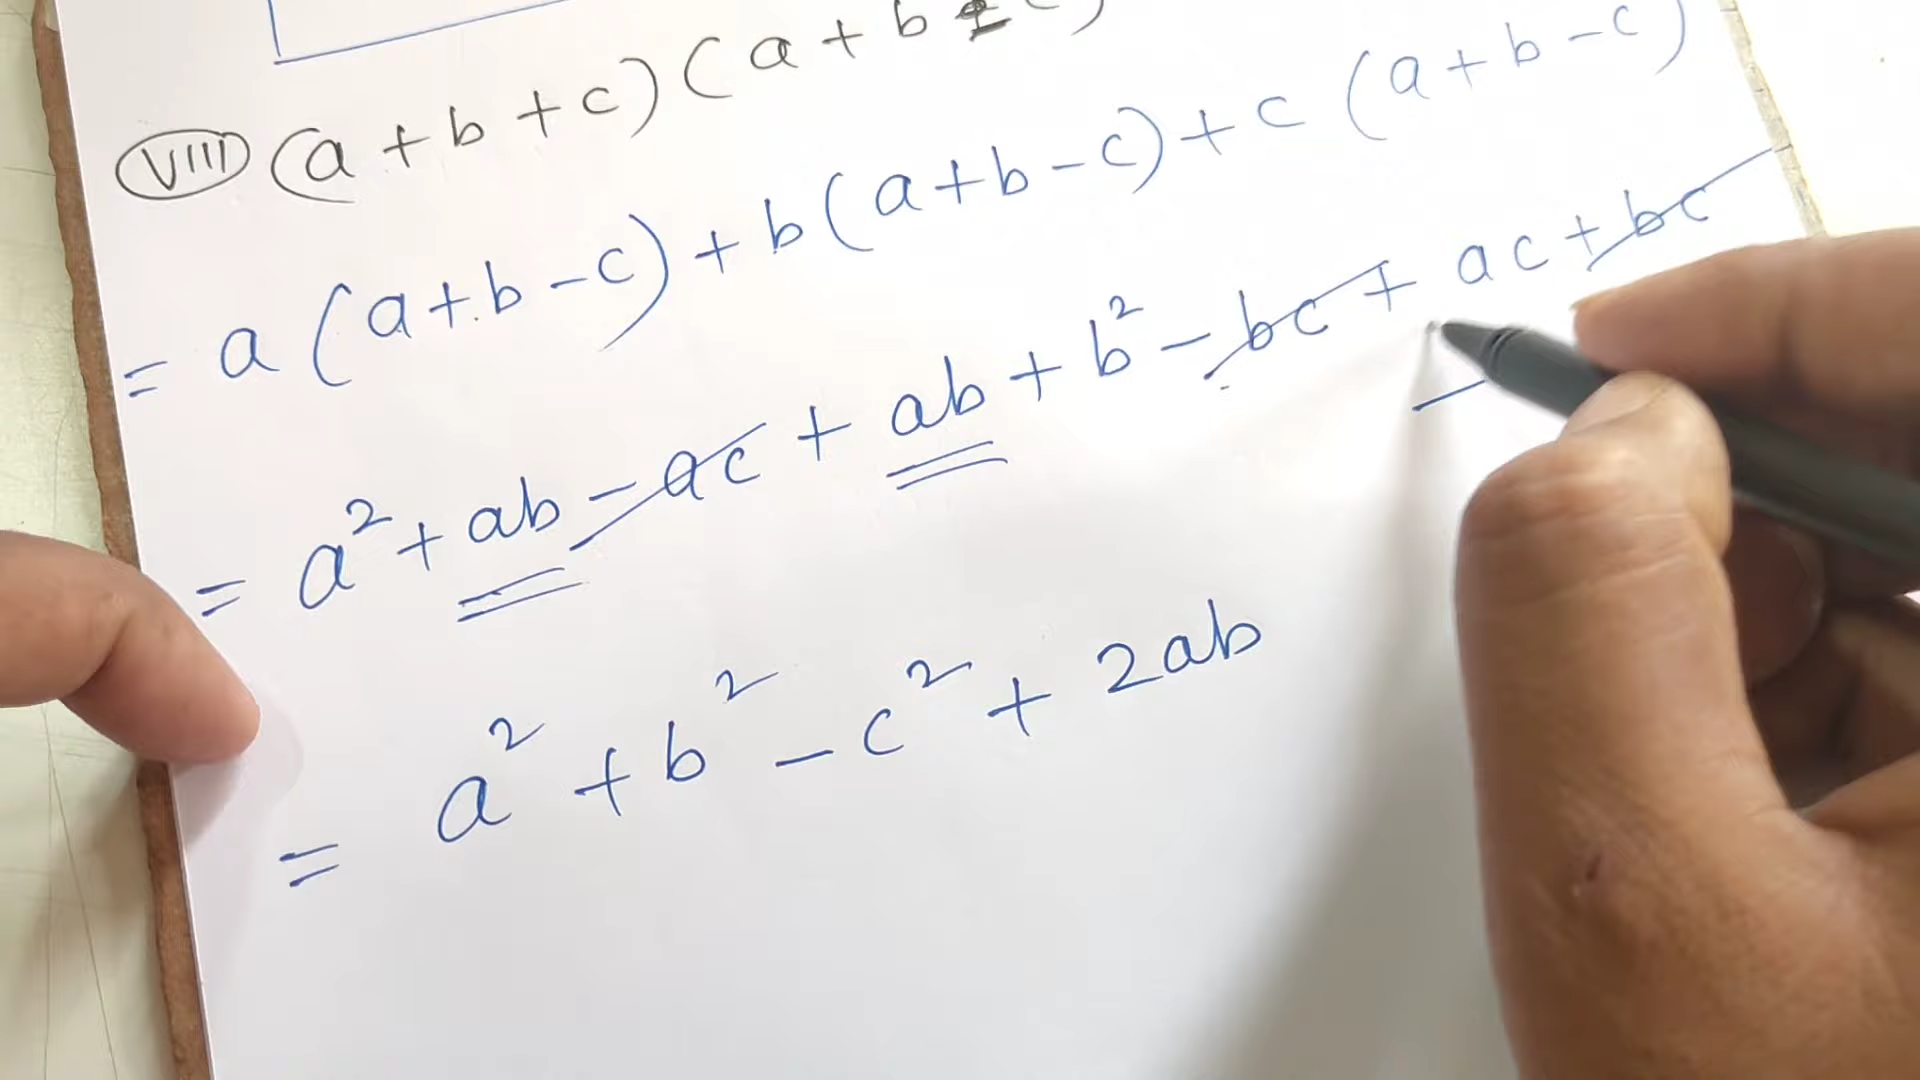 VIII (a + b + c) (a + b - c)
= a (a + b - c) + b (a + b - c) + c (a + b - c)
= a² + ab - ac + ab + b² - bc + ac + bc
= a² + b² - c² + 2ab